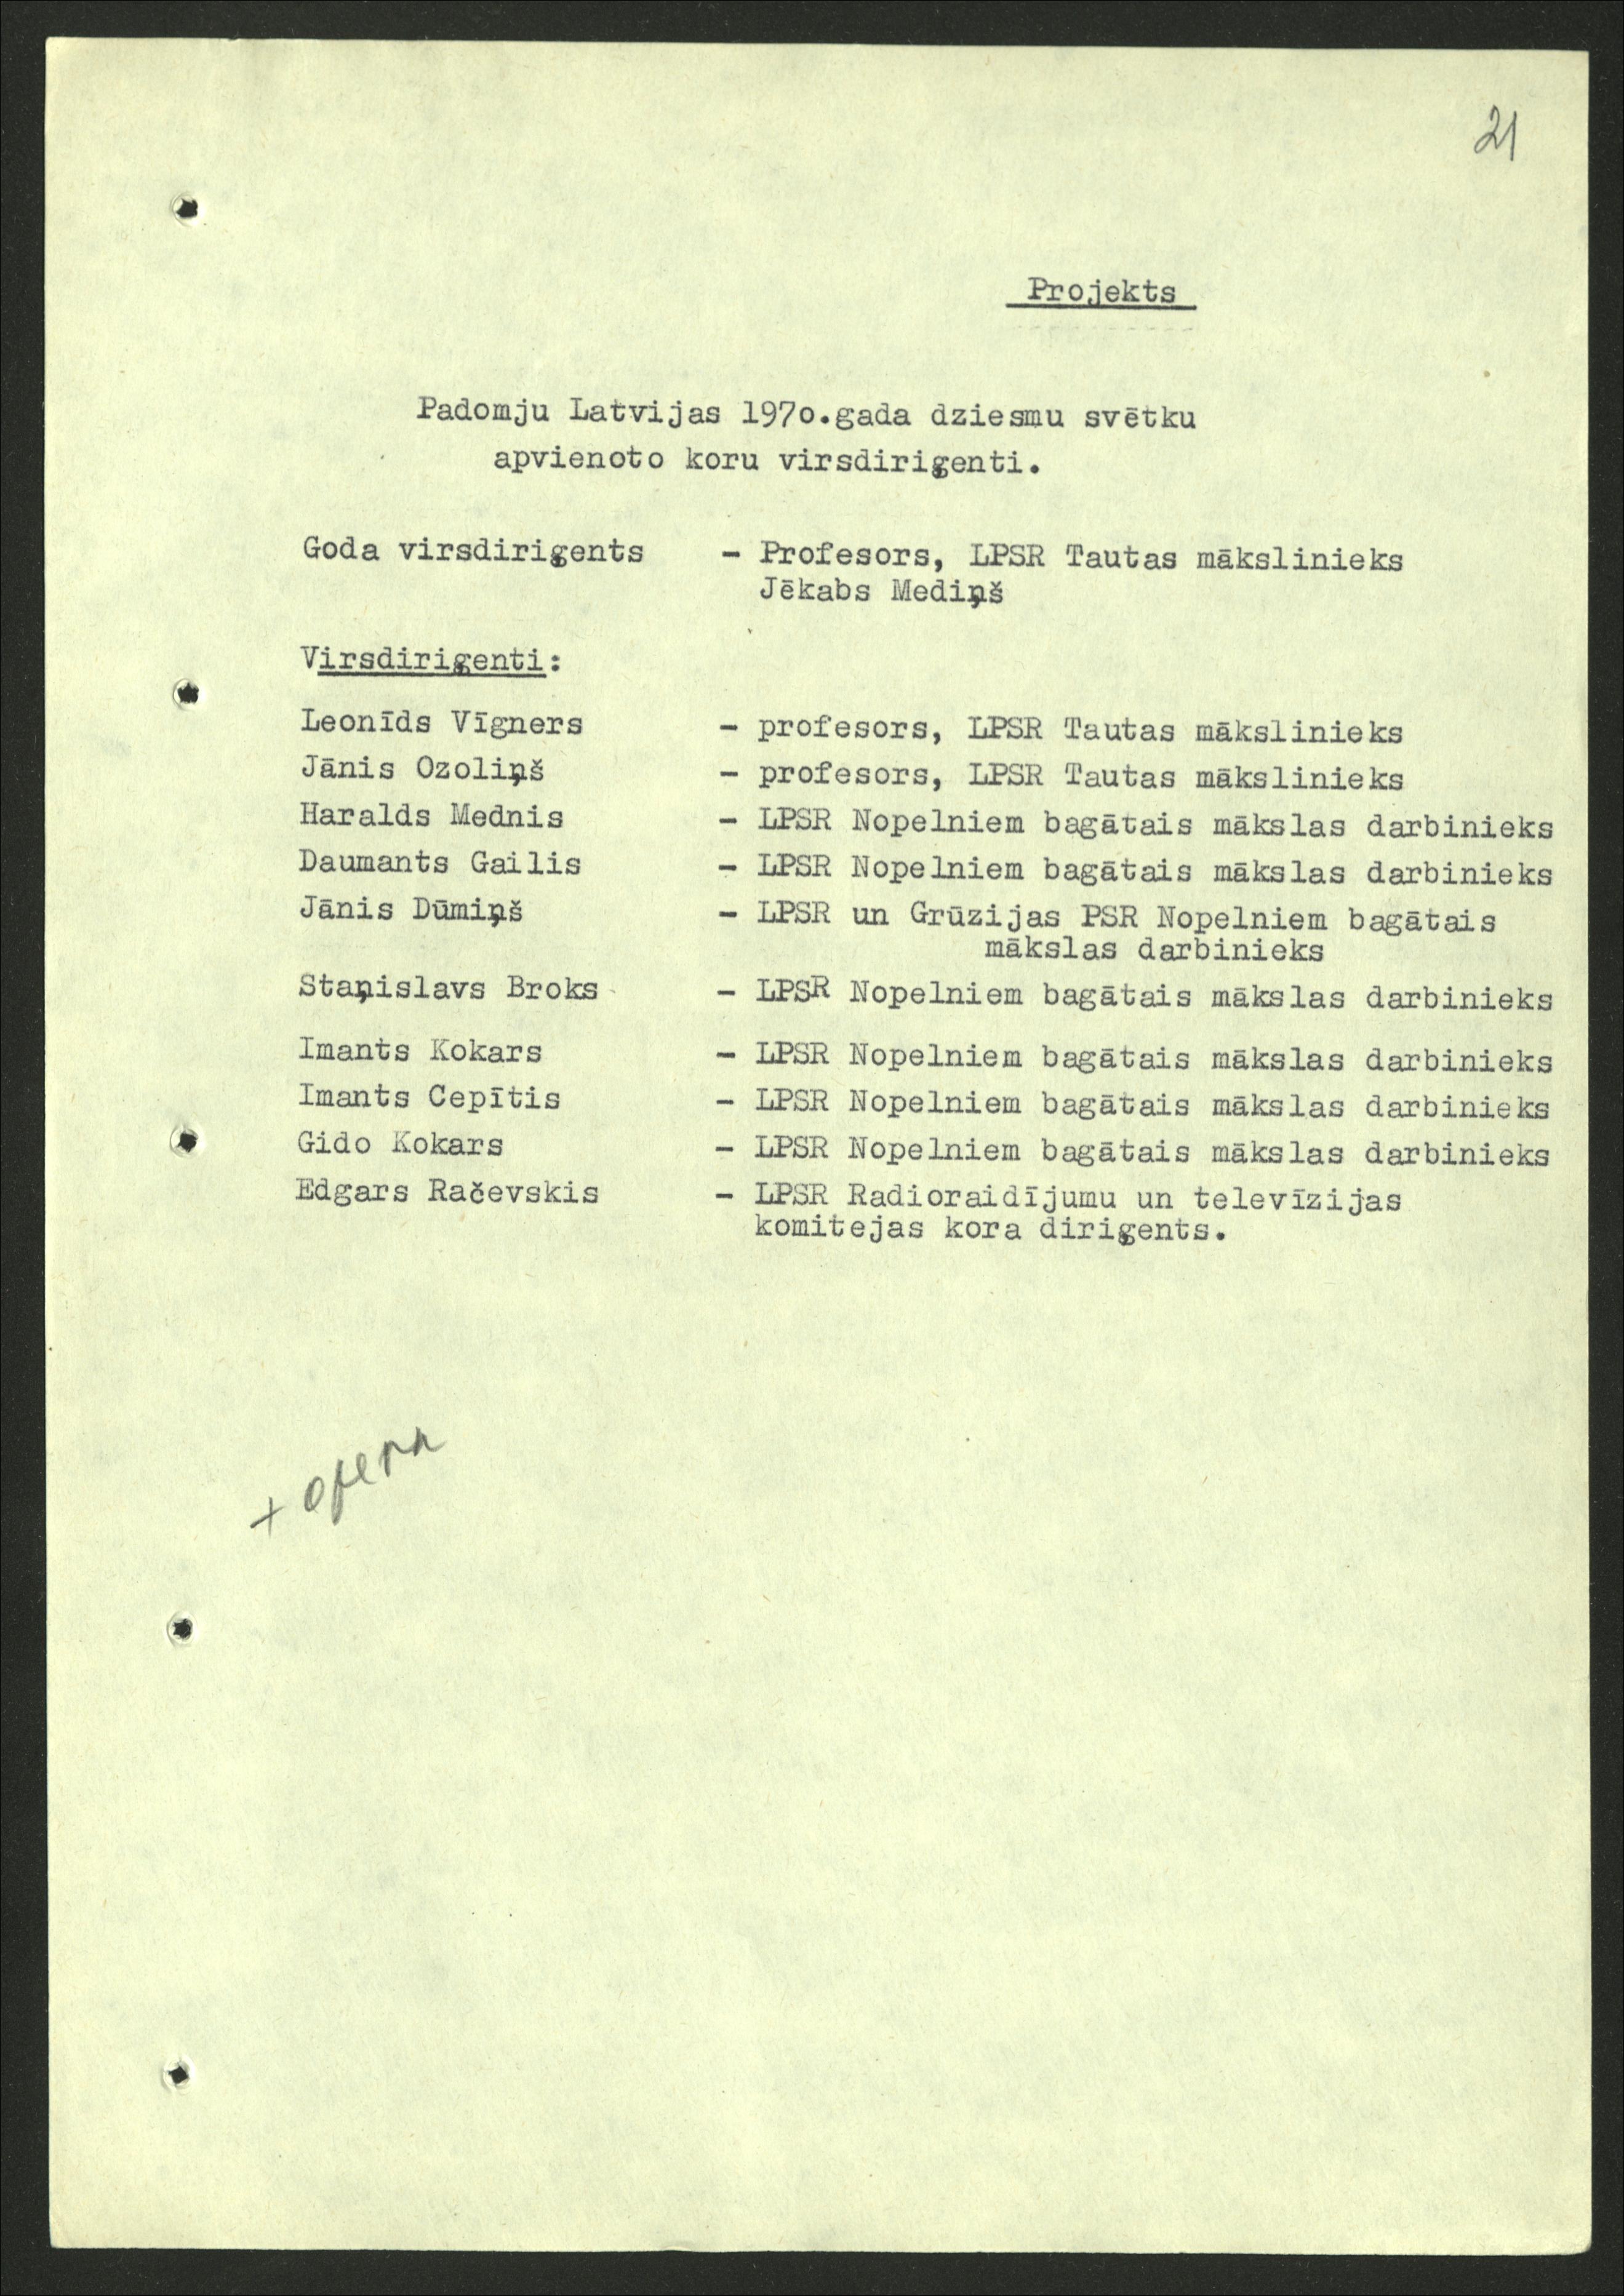 21
Projekts
Padomju Latvijas 197o.gada dziesmu svētku
apvienoto koru virsdiriģenti.
Goda virsdiriģents - Profesors, LPSR Tautas mākslinieks
Jēkabs Mediņš
Virsdiriģenti:
Leonīds Vīgners - profesors, LPSR Tautas mākslinieks
Jānis Ozoliņš - profesors, LPSR Tautas mākslinieks
Haralds Mednis - LPSR Nopelniem bagātais mākslas darbinieks
Daumants Gailis - LPSR Nopelniem bagātais mākslas darbinieks
Jānis Dūmiņš - LPSR un Grūzijas PSR Nopelniem bagātais
mākslas darbinieks
Staņislavs Broks - LPSR Nopelniem bagātais mākslas darbinieks
Imants Kokars - LPSR Nopelniem bagātais mākslas darbinieks
Imants Cepītis - LPSR Nopelniem bagātais mākslas darbinieks
Gido Kokars - LPSR Nopelniem bagātais mākslas darbinieks
Edgars Račevskis - LPSR Radioraidījumu un televīzijas
komitejas kora diriģents.
+ opera